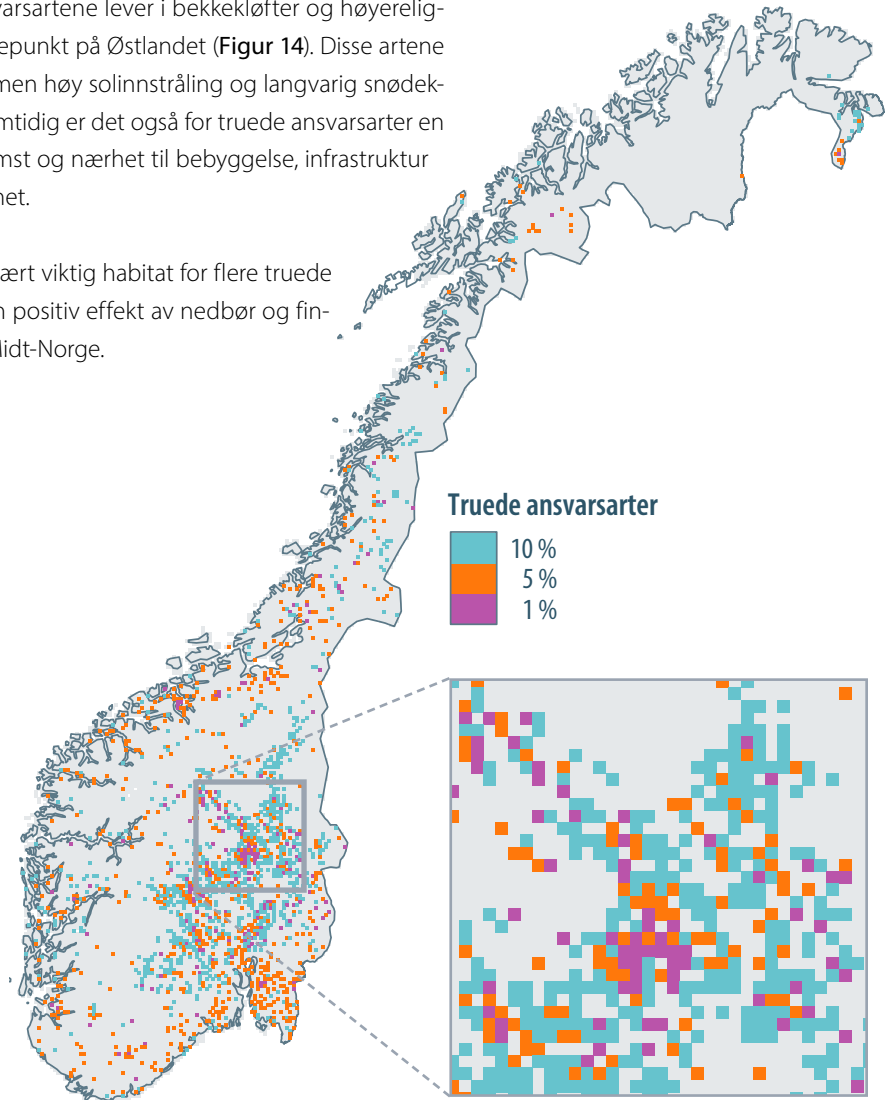 varsartene lever i bekkekløfter og høyerelig-
epunkt på Østlandet (Figur 14). Disse artene
men høy solinnstråling og langvarig snødek-
mtidig er det også for truede ansvarsarter en
mst og nærhet til bebyggelse, infrastruktur
het.
ært viktig habitat for flere truede
n positiv effekt av nedbør og fin-
Midt-Norge.
Truede ansvarsarter
10 %
5 %
1 %